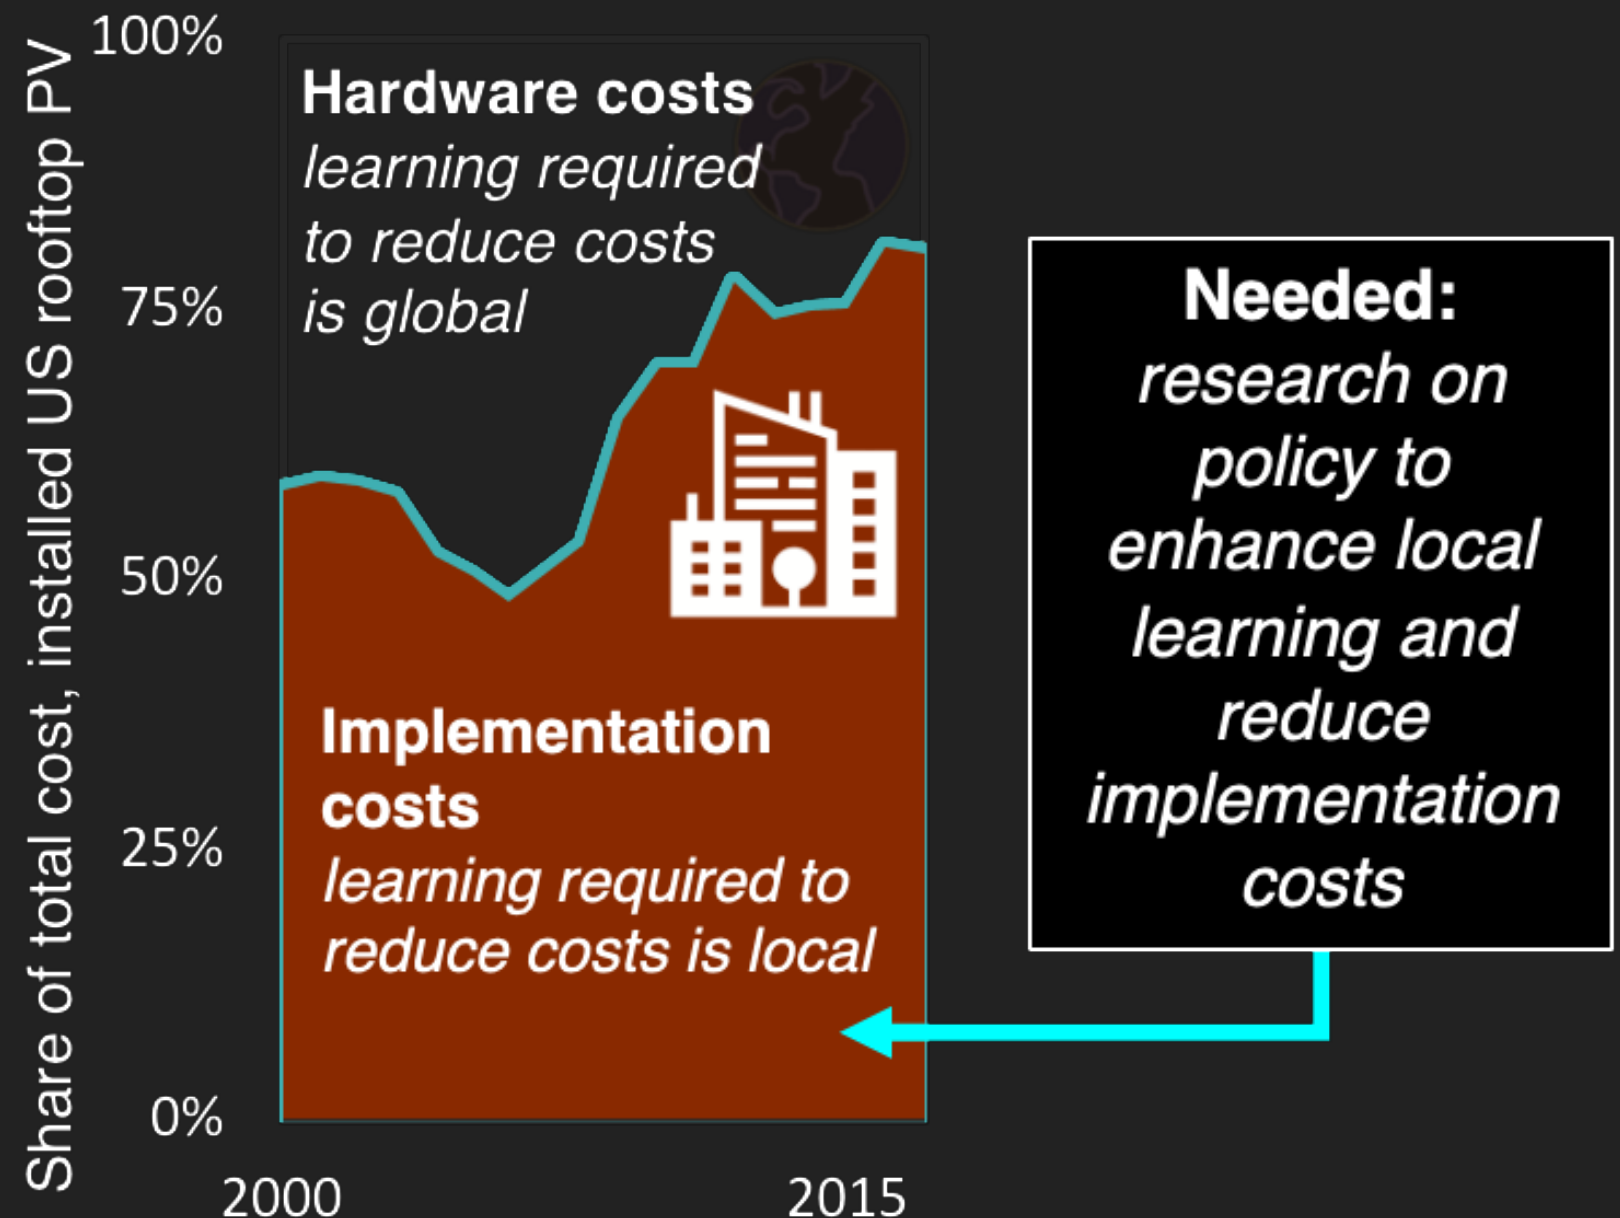 Share of total cost, installed US rooftop PV
100%
75%
50%
25%
0%
2000
2015
Hardware costs
learning required
to reduce costs
is global
Implementation
costs
learning required to
reduce costs is local
Needed:
research on
policy to
enhance local
learning and
reduce
implementation
costs